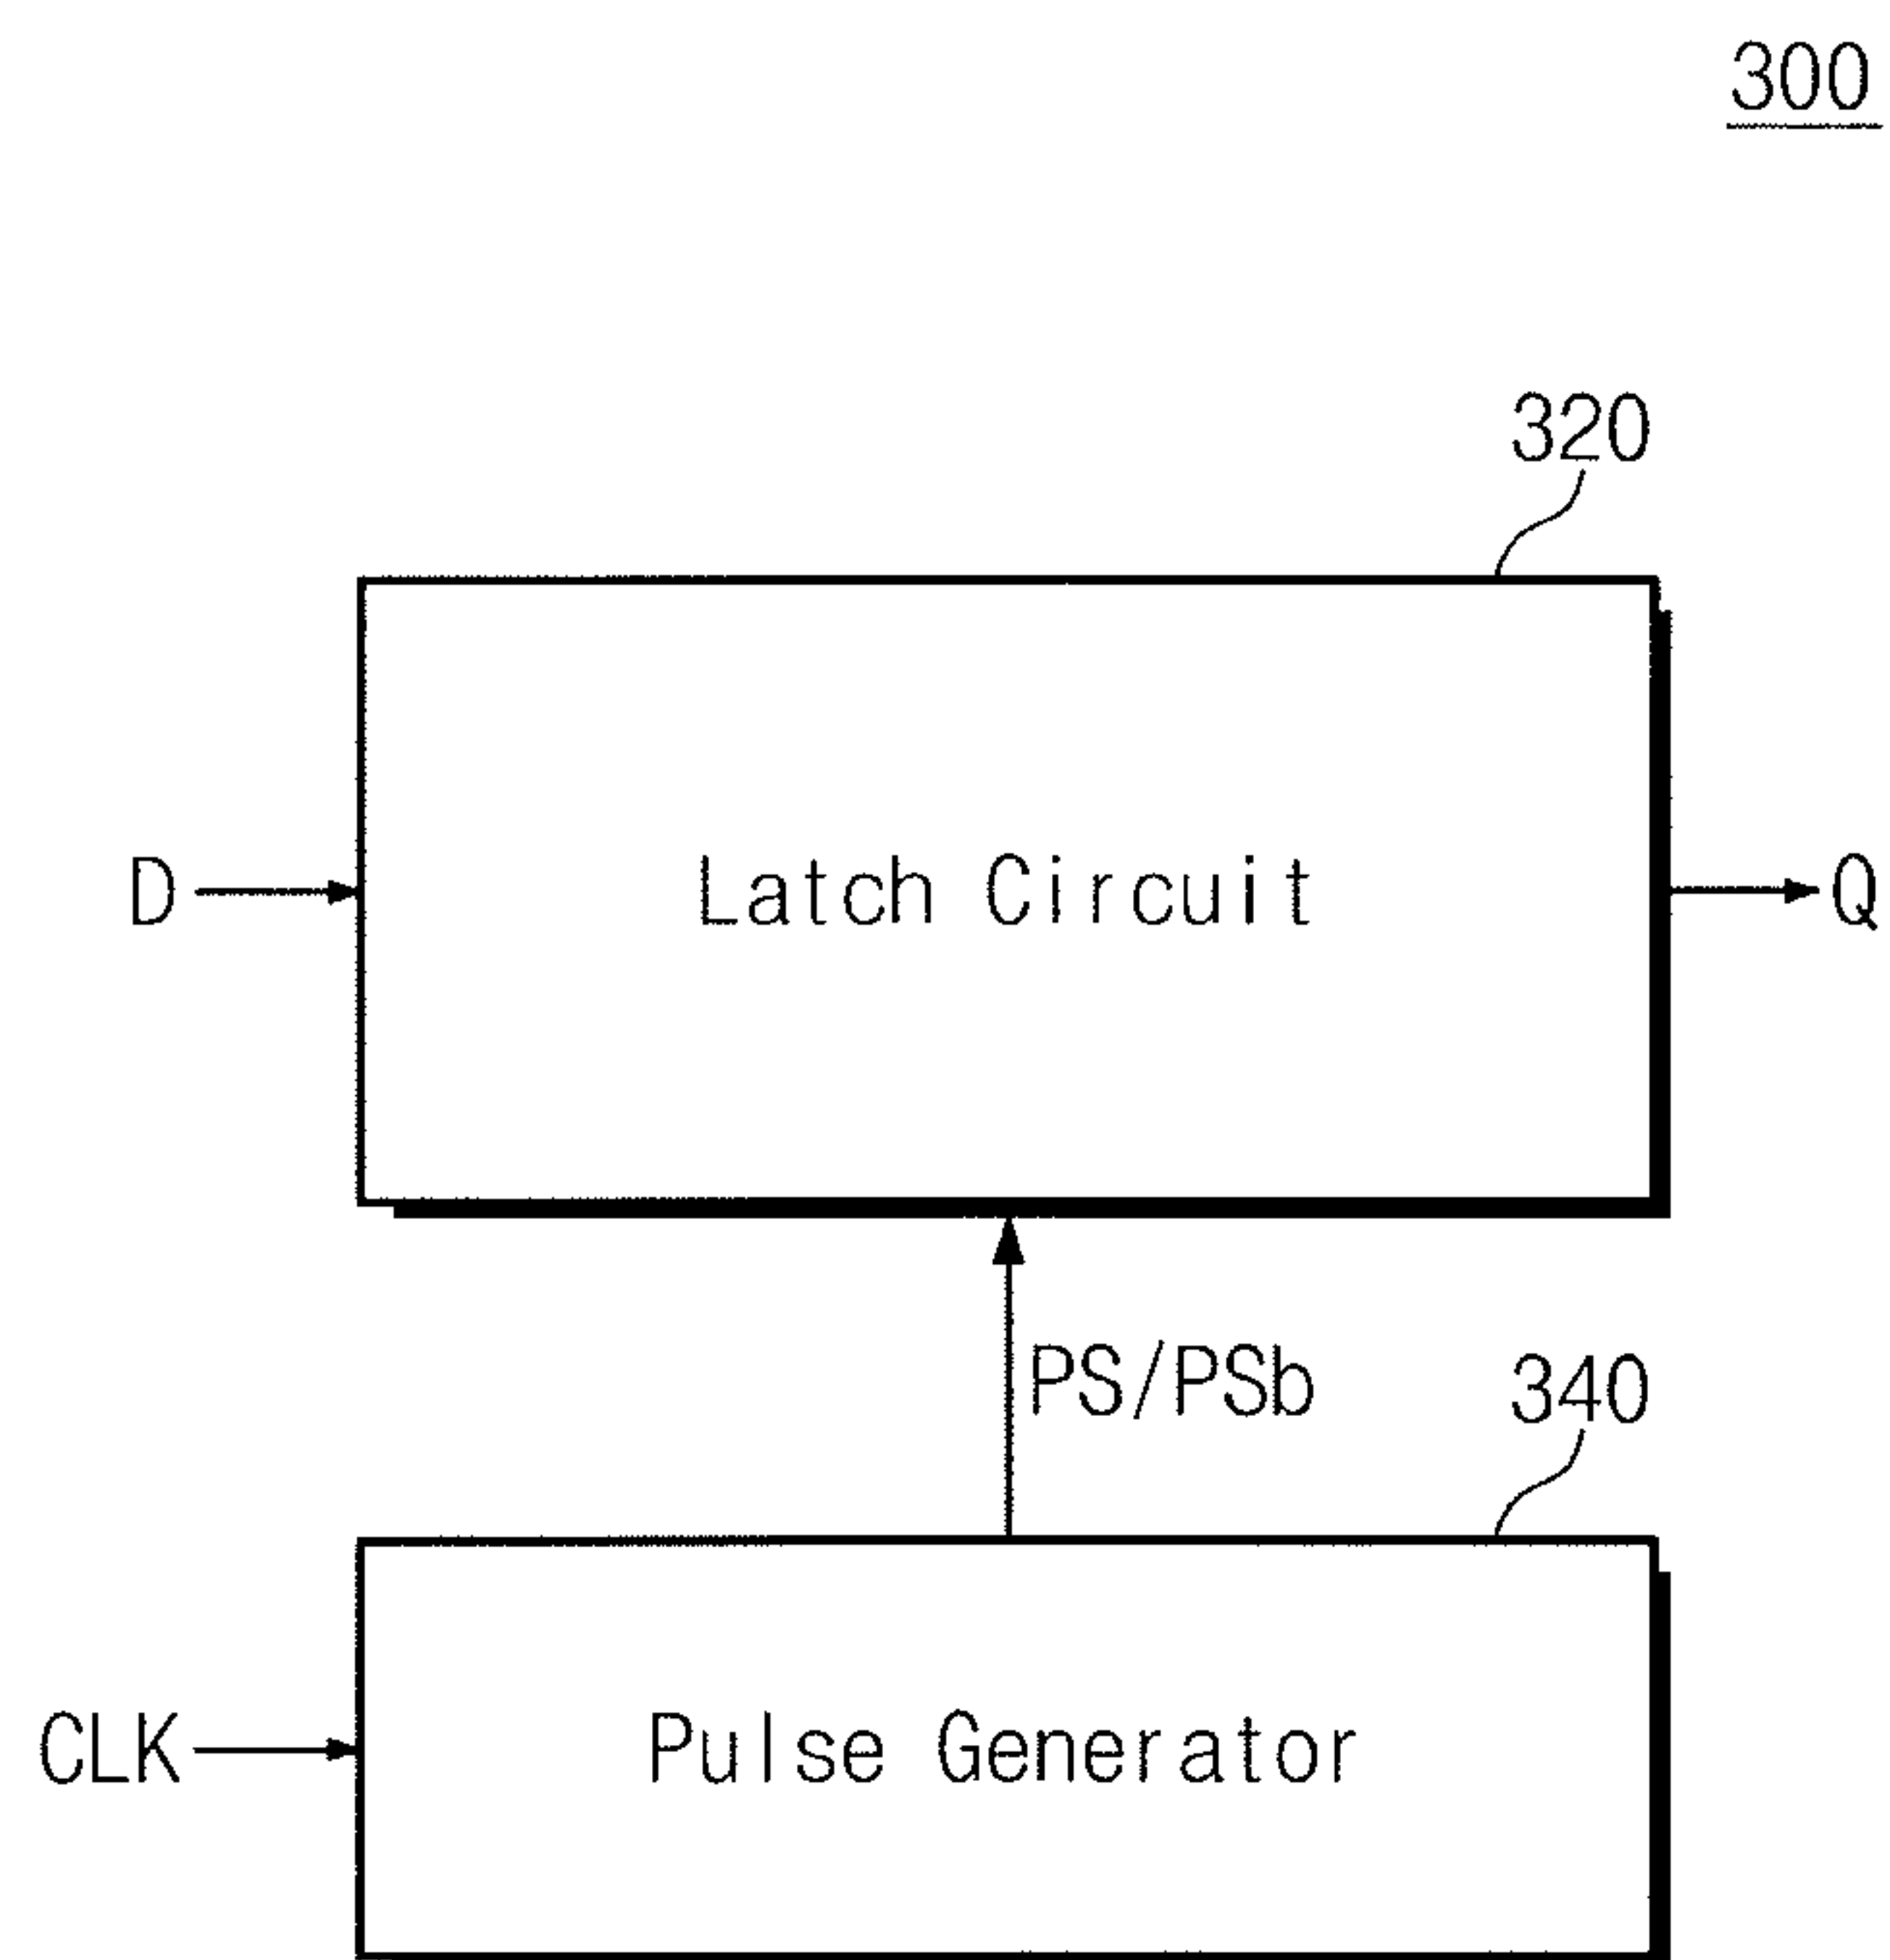 300
320
D
Latch Circuit
Q
PS/PSb
340
CLK
Pulse Generator